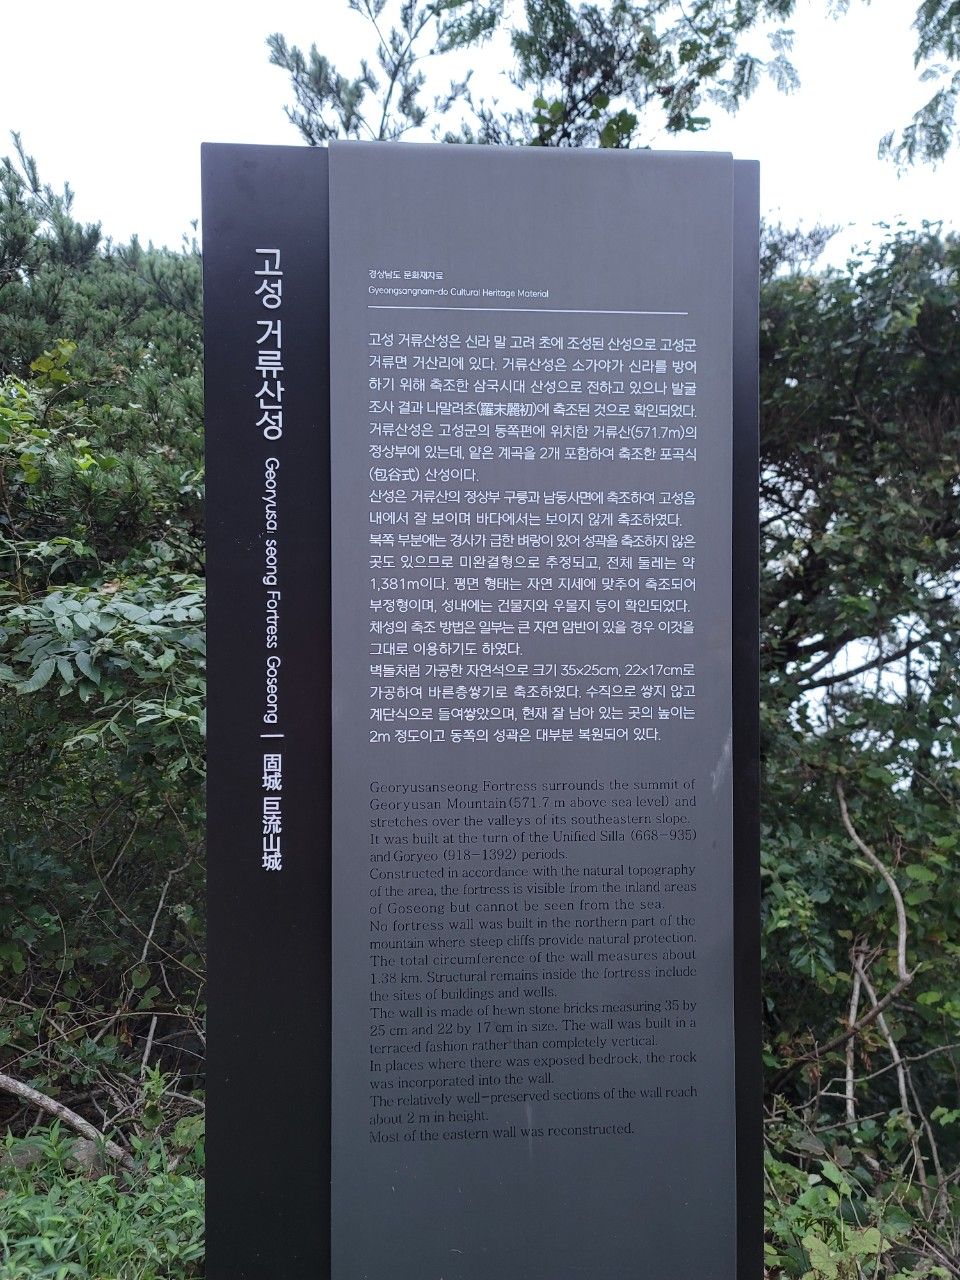 고성 거류산성 Georyusanseong Fortress Goseong | 固城 巨流山城
경상남도 문화재자료
Gyeongsangnam-do Cultural Heritage Material
고성 거류산성은 신라 말 고려 초에 조성된 산성으로 고성군
거류면 거산리에 있다. 거류산성은 소가야가 신라를 방어
하기 위해 축조한 삼국시대 산성으로 전하고 있으나 발굴
조사 결과 나말려초(羅末麗初)에 축조된 것으로 확인되었다.
거류산성은 고성군의 동쪽편에 위치한 거류산(571.7m)의
정상부에 있는데, 얕은 계곡을 2개 포함하여 축조한 포곡식
(包谷式) 산성이다.
산성은 거류산의 정상부 구릉과 남동사면에 축조하여 고성읍
내에서 잘 보이며 바다에서는 보이지 않게 축조하였다.
북쪽 부분에는 경사가 급한 벼랑이 있어 성곽을 축조하지 않은
곳도 있으므로 미완결형으로 추정되고, 전체 둘레는 약
1,381m이다. 평면 형태는 자연 지세에 맞추어 축조되어
부정형이며, 성내에는 건물지와 우물지 등이 확인되었다.
체성의 축조 방법은 일부는 큰 자연 암반이 있을 경우 이것을
그대로 이용하기도 하였다.
벽돌처럼 가공한 자연석으로 크기 35x25cm, 22x17cm로
가공하여 바른층쌓기로 축조하였다. 수직으로 쌓지 않고
계단식으로 들여쌓았으며, 현재 잘 남아 있는 곳의 높이는
2m 정도이고 동쪽의 성곽은 대부분 복원되어 있다.
Georyusanseong Fortress surrounds the summit of
Georyusan Mountain(571.7 m above sea level) and
stretches over the valleys of its southeastern slope.
It was built at the turn of the Unified Silla (668-935)
and Goryeo (918-1392) periods.
Constructed in accordance with the natural topography
of the area, the fortress is visible from the inland areas
of Goseong but cannot be seen from the sea.
No fortress wall was built in the northern part of the
mountain where steep cliffs provide natural protection.
The total circumference of the wall measures about
1.38 km. Structural remains inside the fortress include
the sites of buildings and wells.
The wall is made of hewn stone bricks measuring 35 by
25 cm and 22 by 17 cm in size. The wall was built in a
terraced fashion rather than completely vertical.
In places where there was exposed bedrock, the rock
was incorporated into the wall.
The relatively well-preserved sections of the wall reach
about 2 m in height.
Most of the eastern wall was reconstructed.